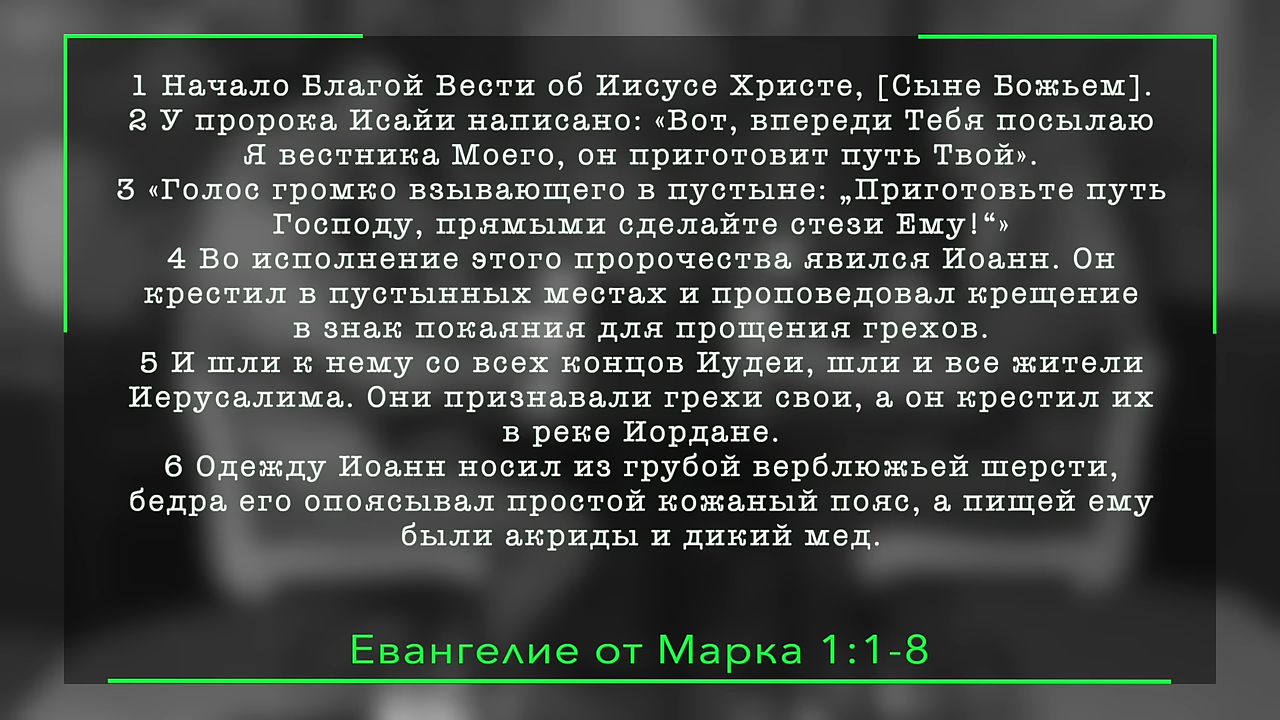 1 Начало Благой Вести об Иисусе Христе, [Сыне Божьем].
2 У пророка Исайи написано: «Вот, впереди Тебя посылаю
Я вестника Моего, он приготовит путь Твой».
3 «Голос громко взывающего в пустыне: „Приготовьте путь
Господу, прямыми сделайте стези Ему!“»
4 Во исполнение этого пророчества явился Иоанн. Он
крестил в пустынных местах и проповедовал крещение
в знак покаяния для прощения грехов.
5 И шли к нему со всех концов Иудеи, шли и все жители
Иерусалима. Они признавали грехи свои, а он крестил их
в реке Иордане.
6 Одежду Иоанн носил из грубой верблюжьей шерсти,
бедра его опоясывал простой кожаный пояс, а пищей ему
были акриды и дикий мед.
Евангелие от Марка 1:1-8